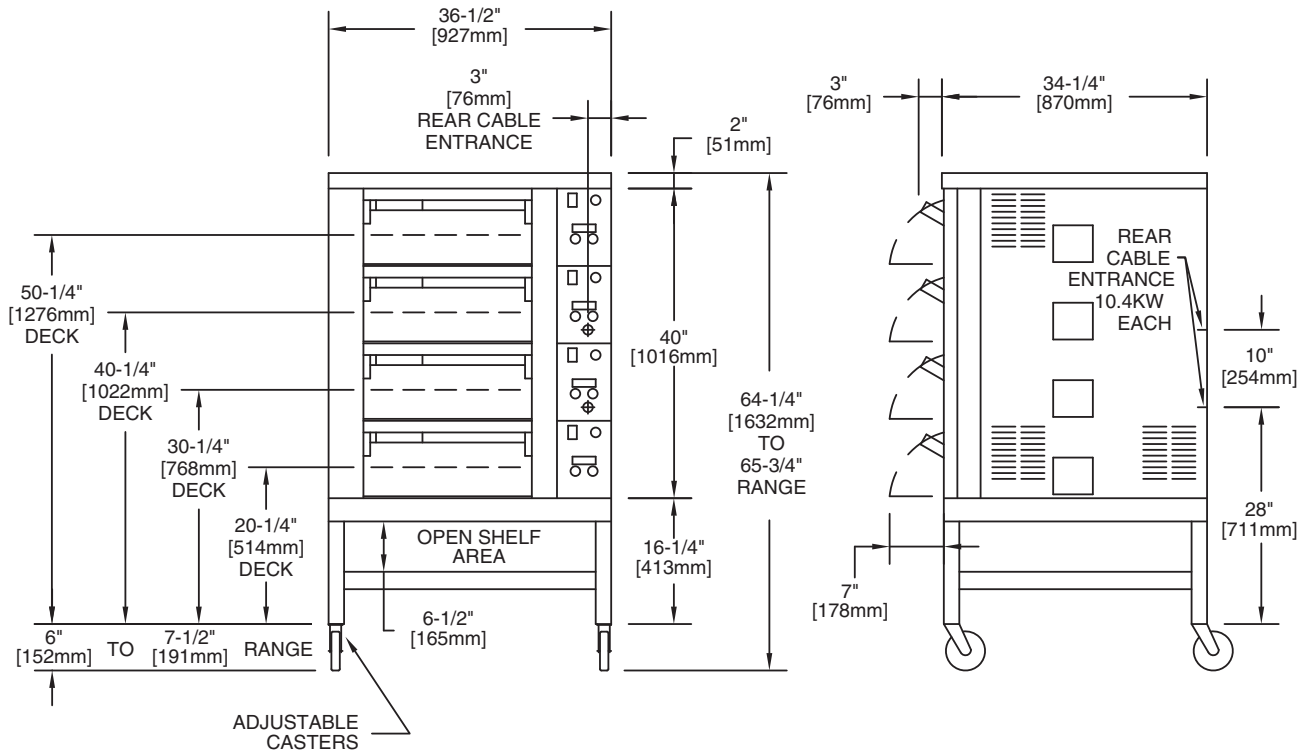 36-1/2"
[927mm]
3"
[76mm]
REAR CABLE
ENTRANCE
2"
[51mm]
50-1/4"
[1276mm]
DECK
40-1/4"
[1022mm]
DECK
30-1/4"
[768mm]
DECK
20-1/4"
[514mm]
DECK
40"
[1016mm]
64-1/4"
[1632mm]
TO
65-3/4"
RANGE
OPEN SHELF
AREA
16-1/4"
[413mm]
6-1/2"
[165mm]
6"
[152mm]
TO
7-1/2"
[191mm]
RANGE
ADJUSTABLE
CASTERS
3"
[76mm]
34-1/4"
[870mm]
REAR
CABLE
ENTRANCE
10.4KW
EACH
10"
[254mm]
28"
[711mm]
7"
[178mm]